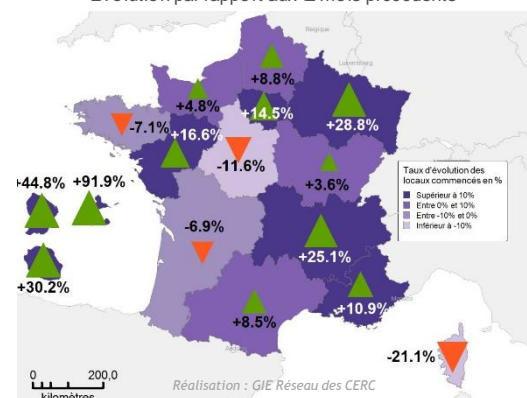 Evolution par rapport aux 12 mois précédents
Belgique
Luxembourg
+8.8%
+4.8%
+14.5%
+28.8%
-7.1%
+16.6%
-11.6%
+3.6%
+44.8%
+91.9%
+30.2%
-6.9%
+25.1%
+8.5%
+10.9%
-21.1%
Taux d'évolution des
locaux commencés en %
Supérieur à 10%
Entre 0% et 10%
Entre -10% et 0%
Inférieur à -10%
0 200,0
kilomètres
Réalisation : GIE Réseau des CERC